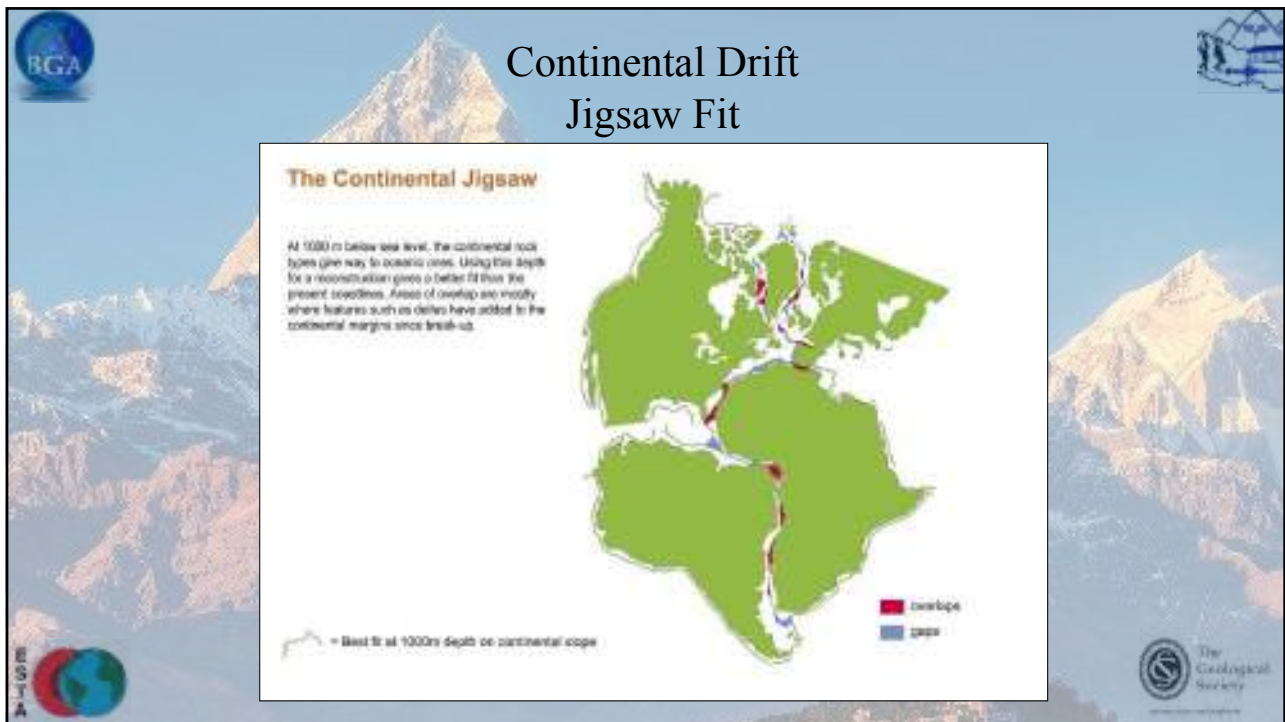 BGA
Continental Drift
Jigsaw Fit
The Continental Jigsaw
At 1000 m below sea level, the continental rock
types give way to oceanic ones. Using this depth
for a reconstruction gives a better fit than the
present coastlines. Areas of overlap are mostly
where features such as deltas have added to the
continental margins since break-up.
overlaps
gaps
= Best fit at 1000m depth on continental slope
ESTA
The
Geological
Society